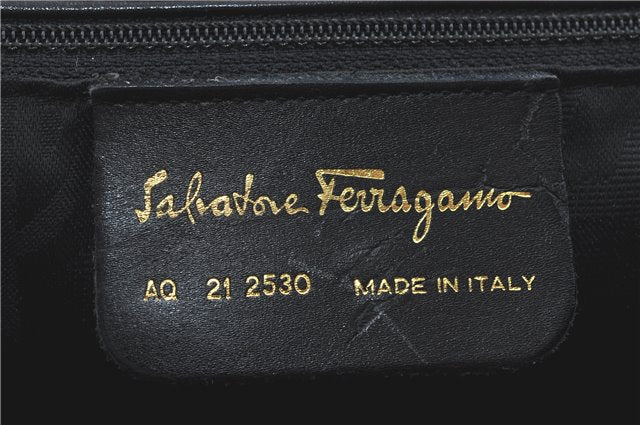 Salvatore Ferragamo
AQ 21 2530 MADE IN ITALY